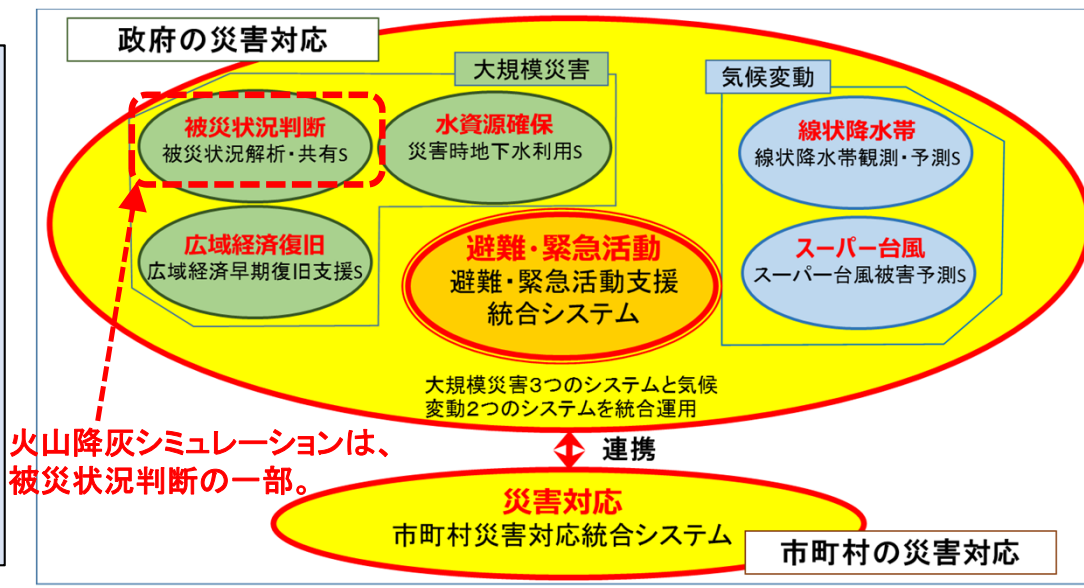 政府の災害対応
大規模災害
気候変動
被災状況判断
被災状況解析・共有S
水資源確保
災害時地下水利用S
線状降水帯
線状降水帯観測・予測S
広域経済復旧
広域経済早期復旧支援S
避難・緊急活動
避難・緊急活動支援
統合システム
スーパー台風
スーパー台風被害予測S
大規模災害3つのシステムと気候
変動2つのシステムを統合運用
火山降灰シミュレーションは、
被災状況判断の一部。
連携
災害対応
市町村災害対応統合システム
市町村の災害対応